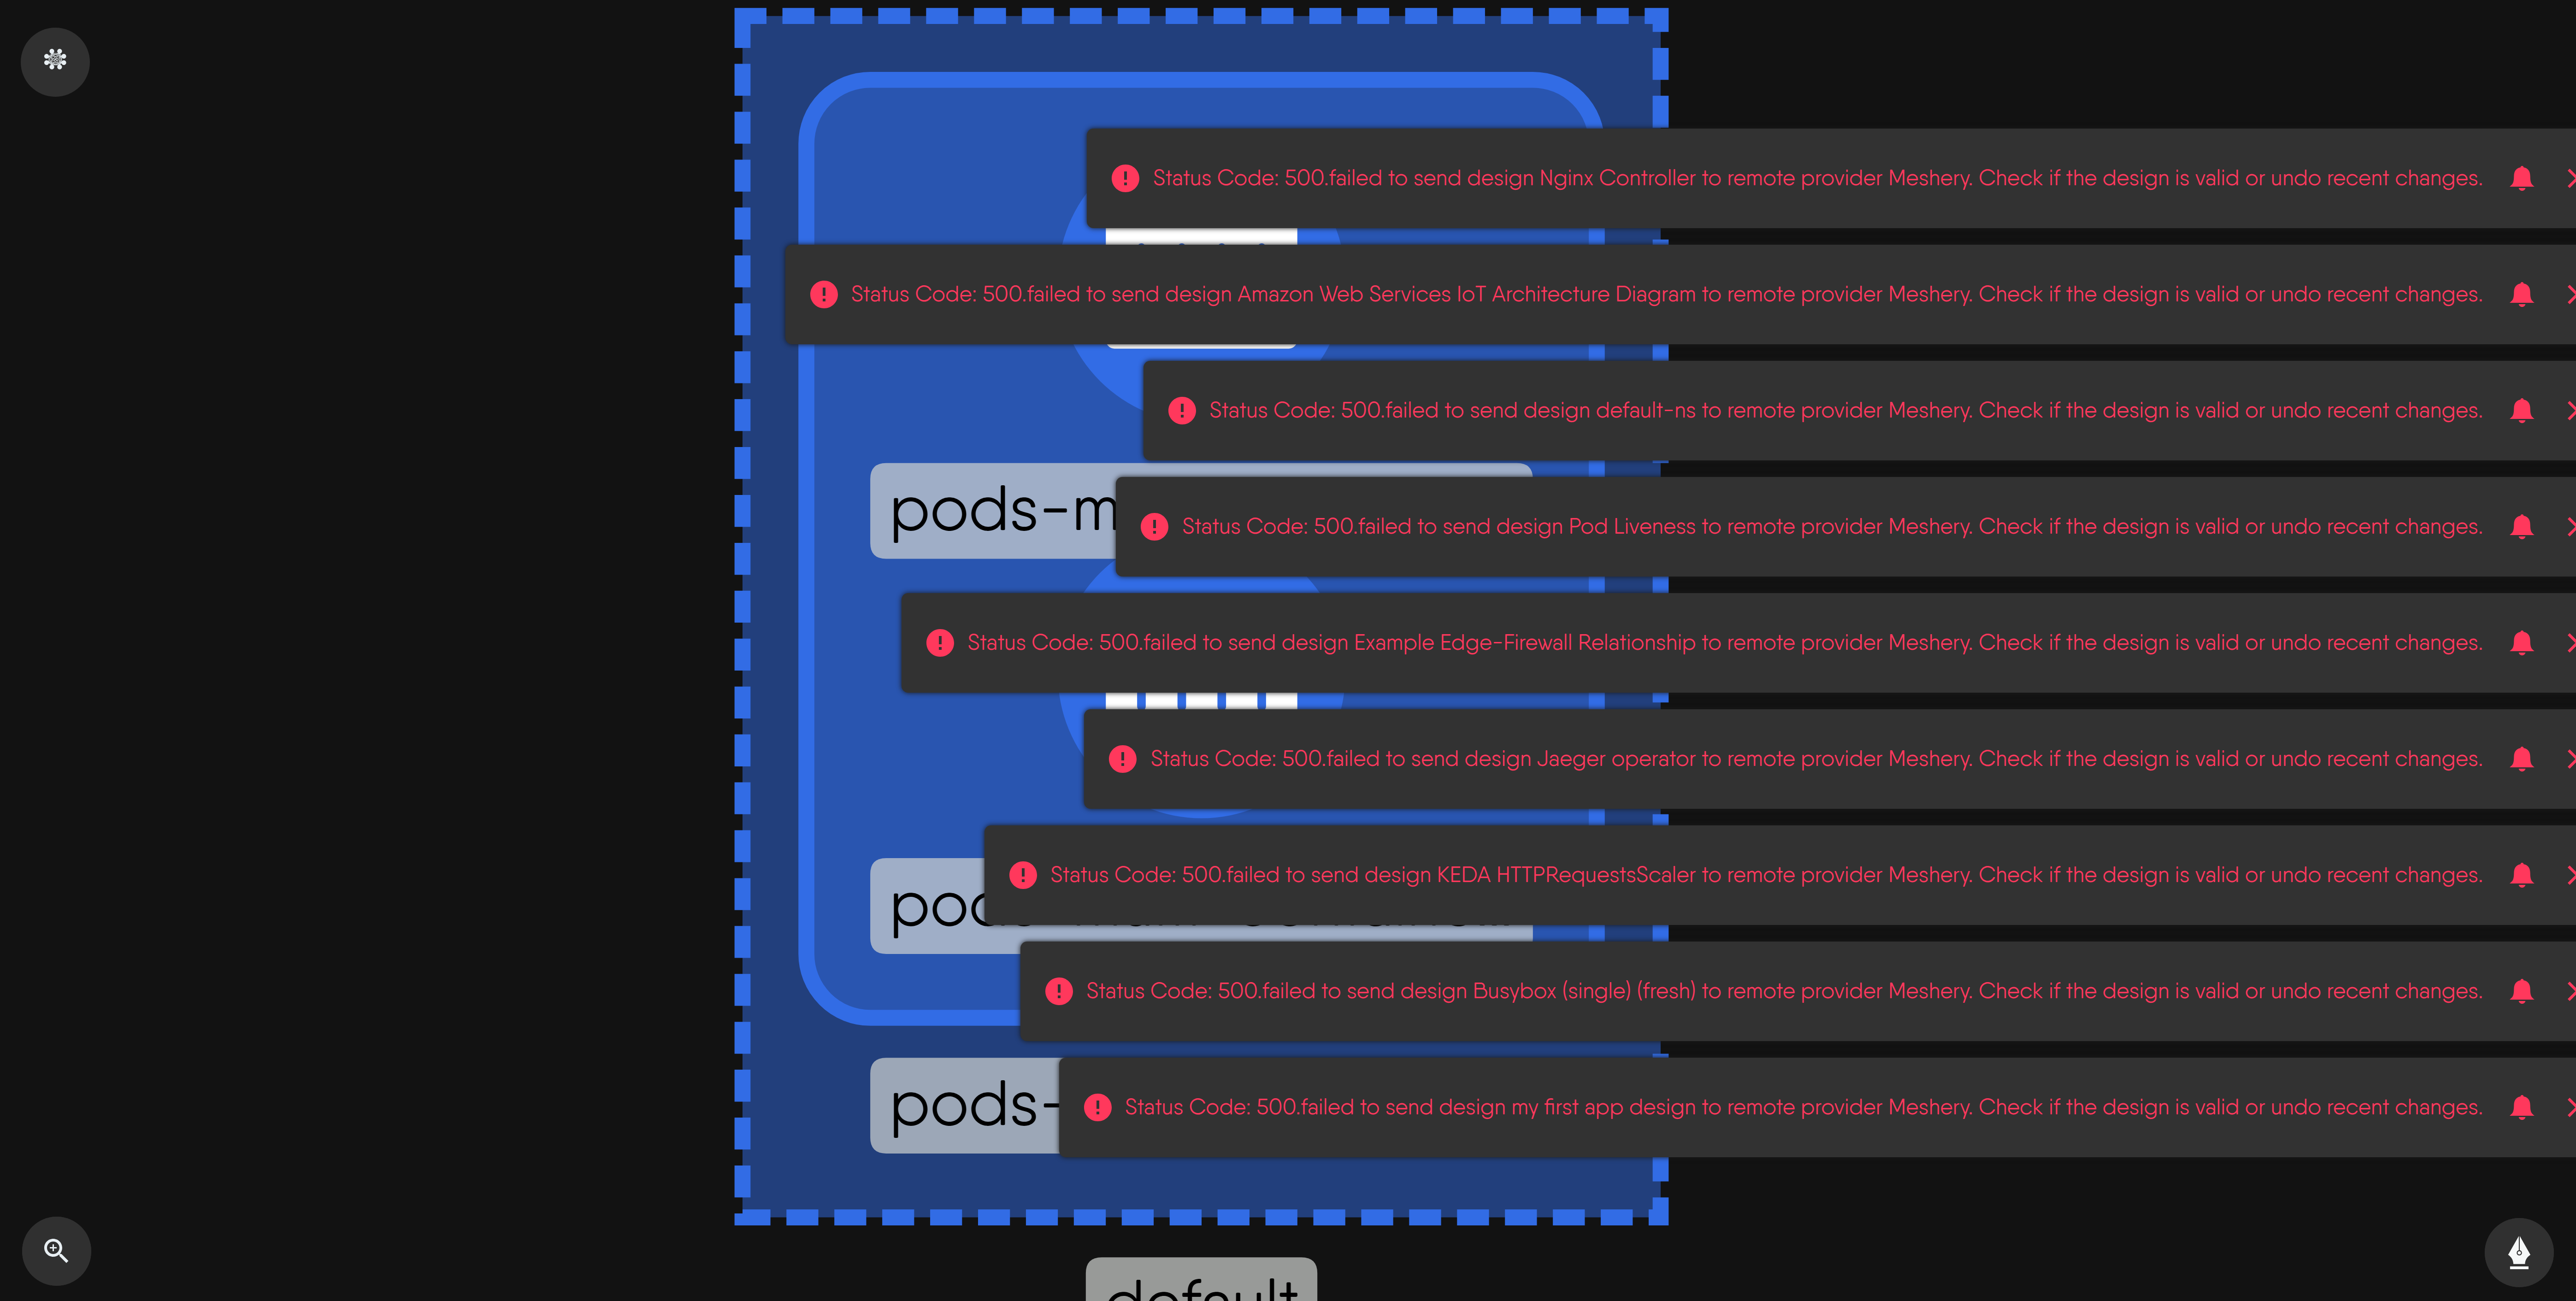 Status Code: 500.failed to send design Nginx Controller to remote provider Meshery. Check if the design is valid or undo recent changes.
Status Code: 500.failed to send design Amazon Web Services IoT Architecture Diagram to remote provider Meshery. Check if the design is valid or undo recent changes.
Status Code: 500.failed to send design default-ns to remote provider Meshery. Check if the design is valid or undo recent changes.
pods-m
Status Code: 500.failed to send design Pod Liveness to remote provider Meshery. Check if the design is valid or undo recent changes.
Status Code: 500.failed to send design Example Edge-Firewall Relationship to remote provider Meshery. Check if the design is valid or undo recent changes.
Status Code: 500.failed to send design Jaeger operator to remote provider Meshery. Check if the design is valid or undo recent changes.
Status Code: 500.failed to send design KEDA HTTPRequestsScaler to remote provider Meshery. Check if the design is valid or undo recent changes.
Status Code: 500.failed to send design Busybox (single) (fresh) to remote provider Meshery. Check if the design is valid or undo recent changes.
pods-
Status Code: 500.failed to send design my first app design to remote provider Meshery. Check if the design is valid or undo recent changes.
default